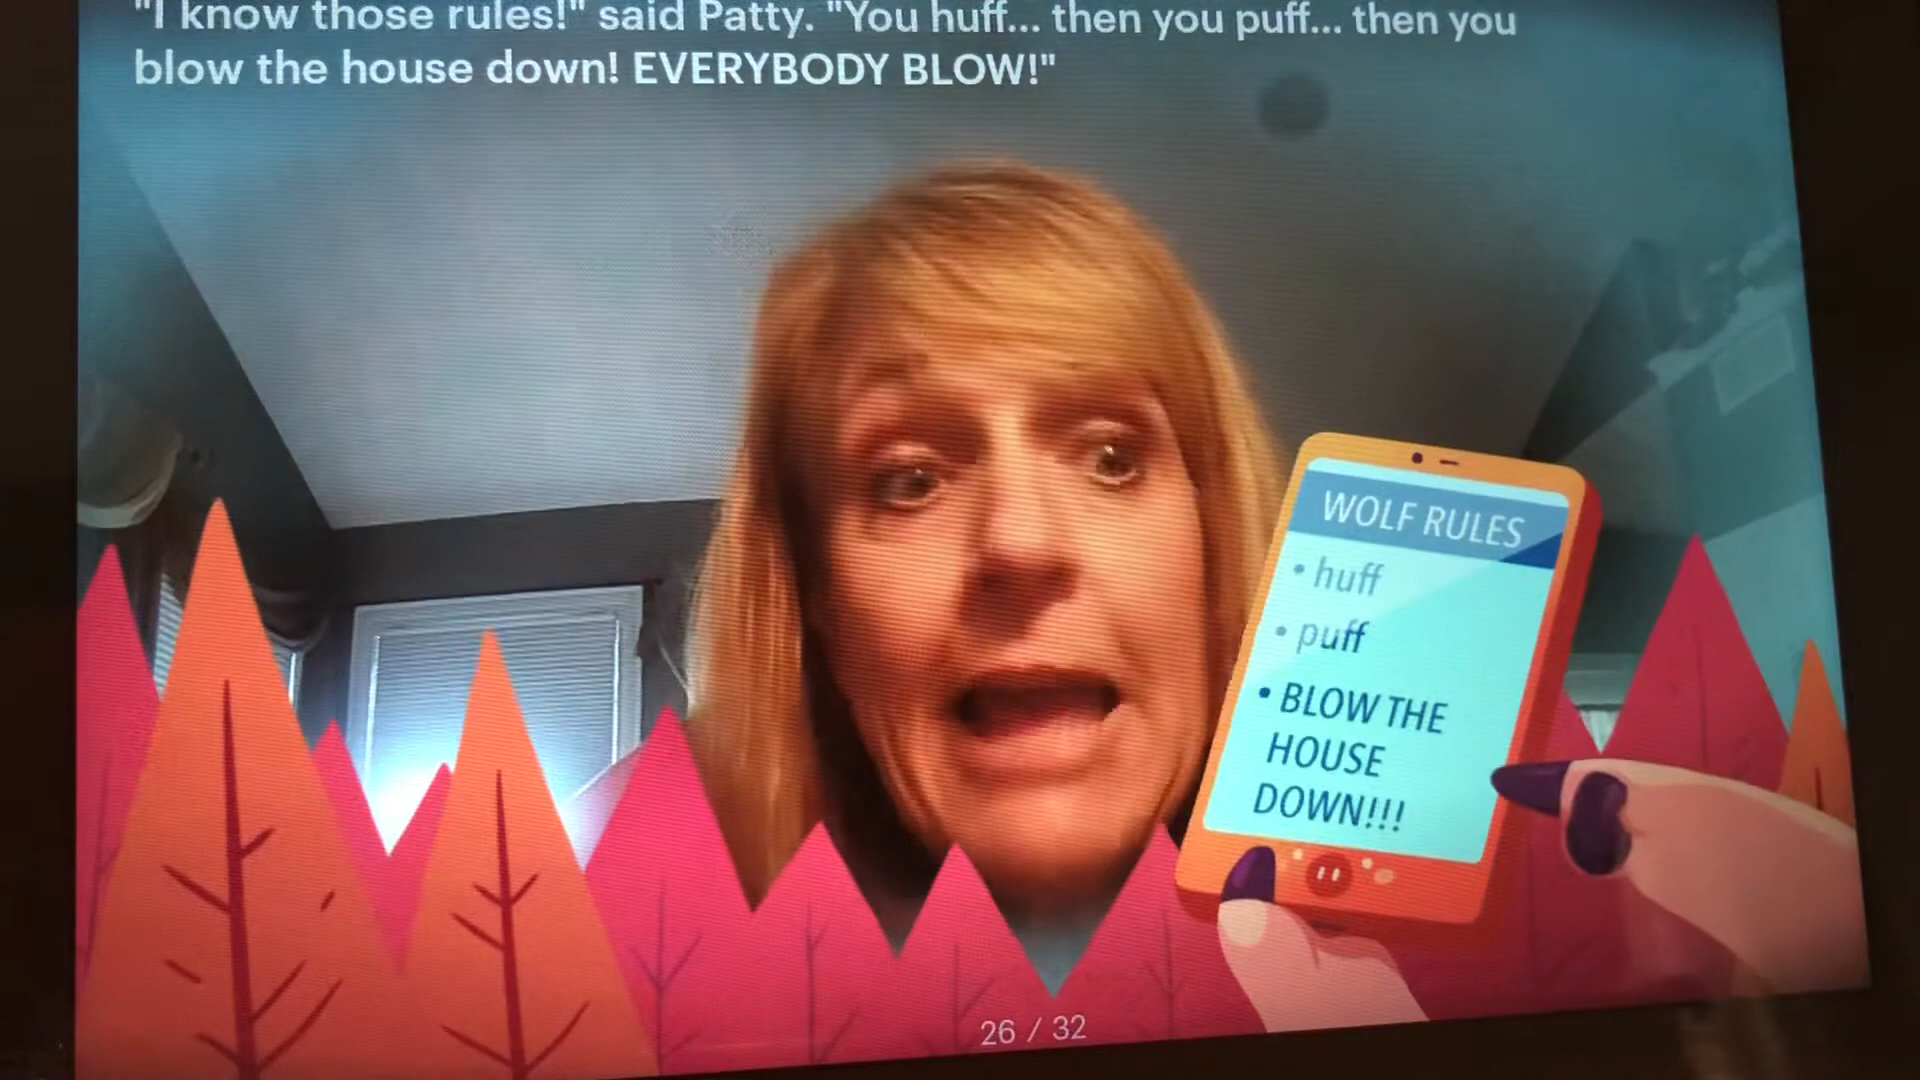 "I know those rules!" said Patty. "You huff... then you puff... then you
blow the house down! EVERYBODY BLOW!"
WOLF RULES
• huff
• puff
• BLOW THE
HOUSE
DOWN!!!
26 / 32